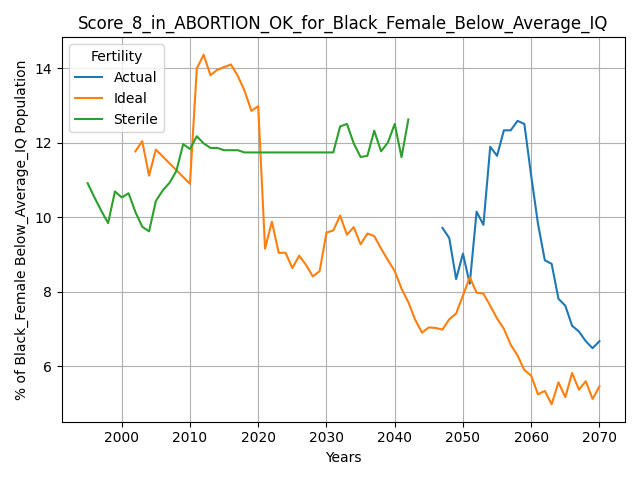 Score_8_in_ABORTION_OK_for_Black_Female_Below_Average_IQ
Fertility
Actual
Ideal
Sterile
% of Black_Female Below_Average_IQ Population
14
12
10
8
6
2000 2010 2020 2030 2040 2050 2060 2070
Years